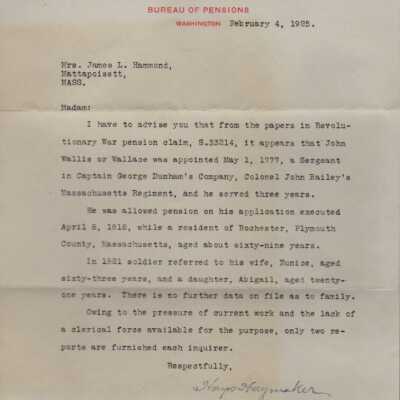 BUREAU OF PENSIONS
WASHINGTON February 4, 1925.
Mrs. James L. Hammond,
Mattapoisett,
MASS.
Madam:
I have to advise you that from the papers in Revolu-
tionary War pension claim, S.33214, it appears that John
Wallis or Wallace was appointed May 1, 1777, a Sergeant
in Captain George Dunham's Company, Colonel John Bailey's
Massachusetts Regiment, and he served three years.
He was allowed pension on his application executed
April 8, 1818, while a resident of Rochester, Plymouth
County, Massachusetts, aged about sixty-nine years.
In 1821 soldier referred to his wife, Eunice, aged
sixty-three years, and a daughter, Abigail, aged twenty-
one years. There is no further data on file as to family.
Owing to the pressure of current work and the lack of
a clerical force available for the purpose, only two re-
ports are furnished each inquirer.
Respectfully,
Haymaker